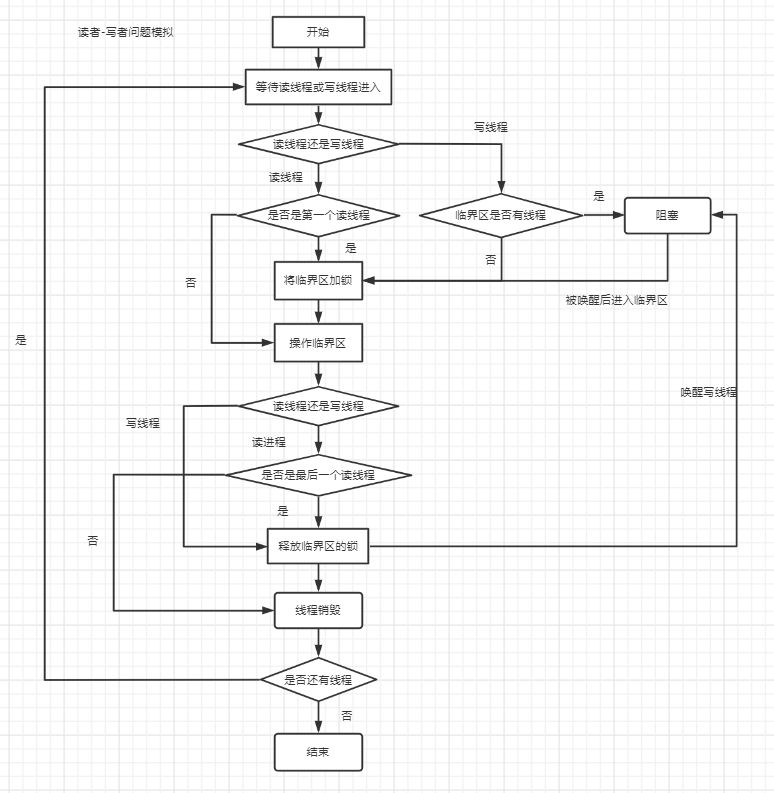 读者-写者问题模拟
开始
等待读线程或写线程进入
写线程
读线程还是写线程
读线程
是
是否是第一个读线程
临界区是否有线程
阻塞
是
否
否
将临界区加锁
被唤醒后进入临界区
是
操作临界区
唤醒写线程
读线程还是写线程
写线程
读进程
是否是最后一个读线程
是
否
释放临界区的锁
线程销毁
是否还有线程
否
结束